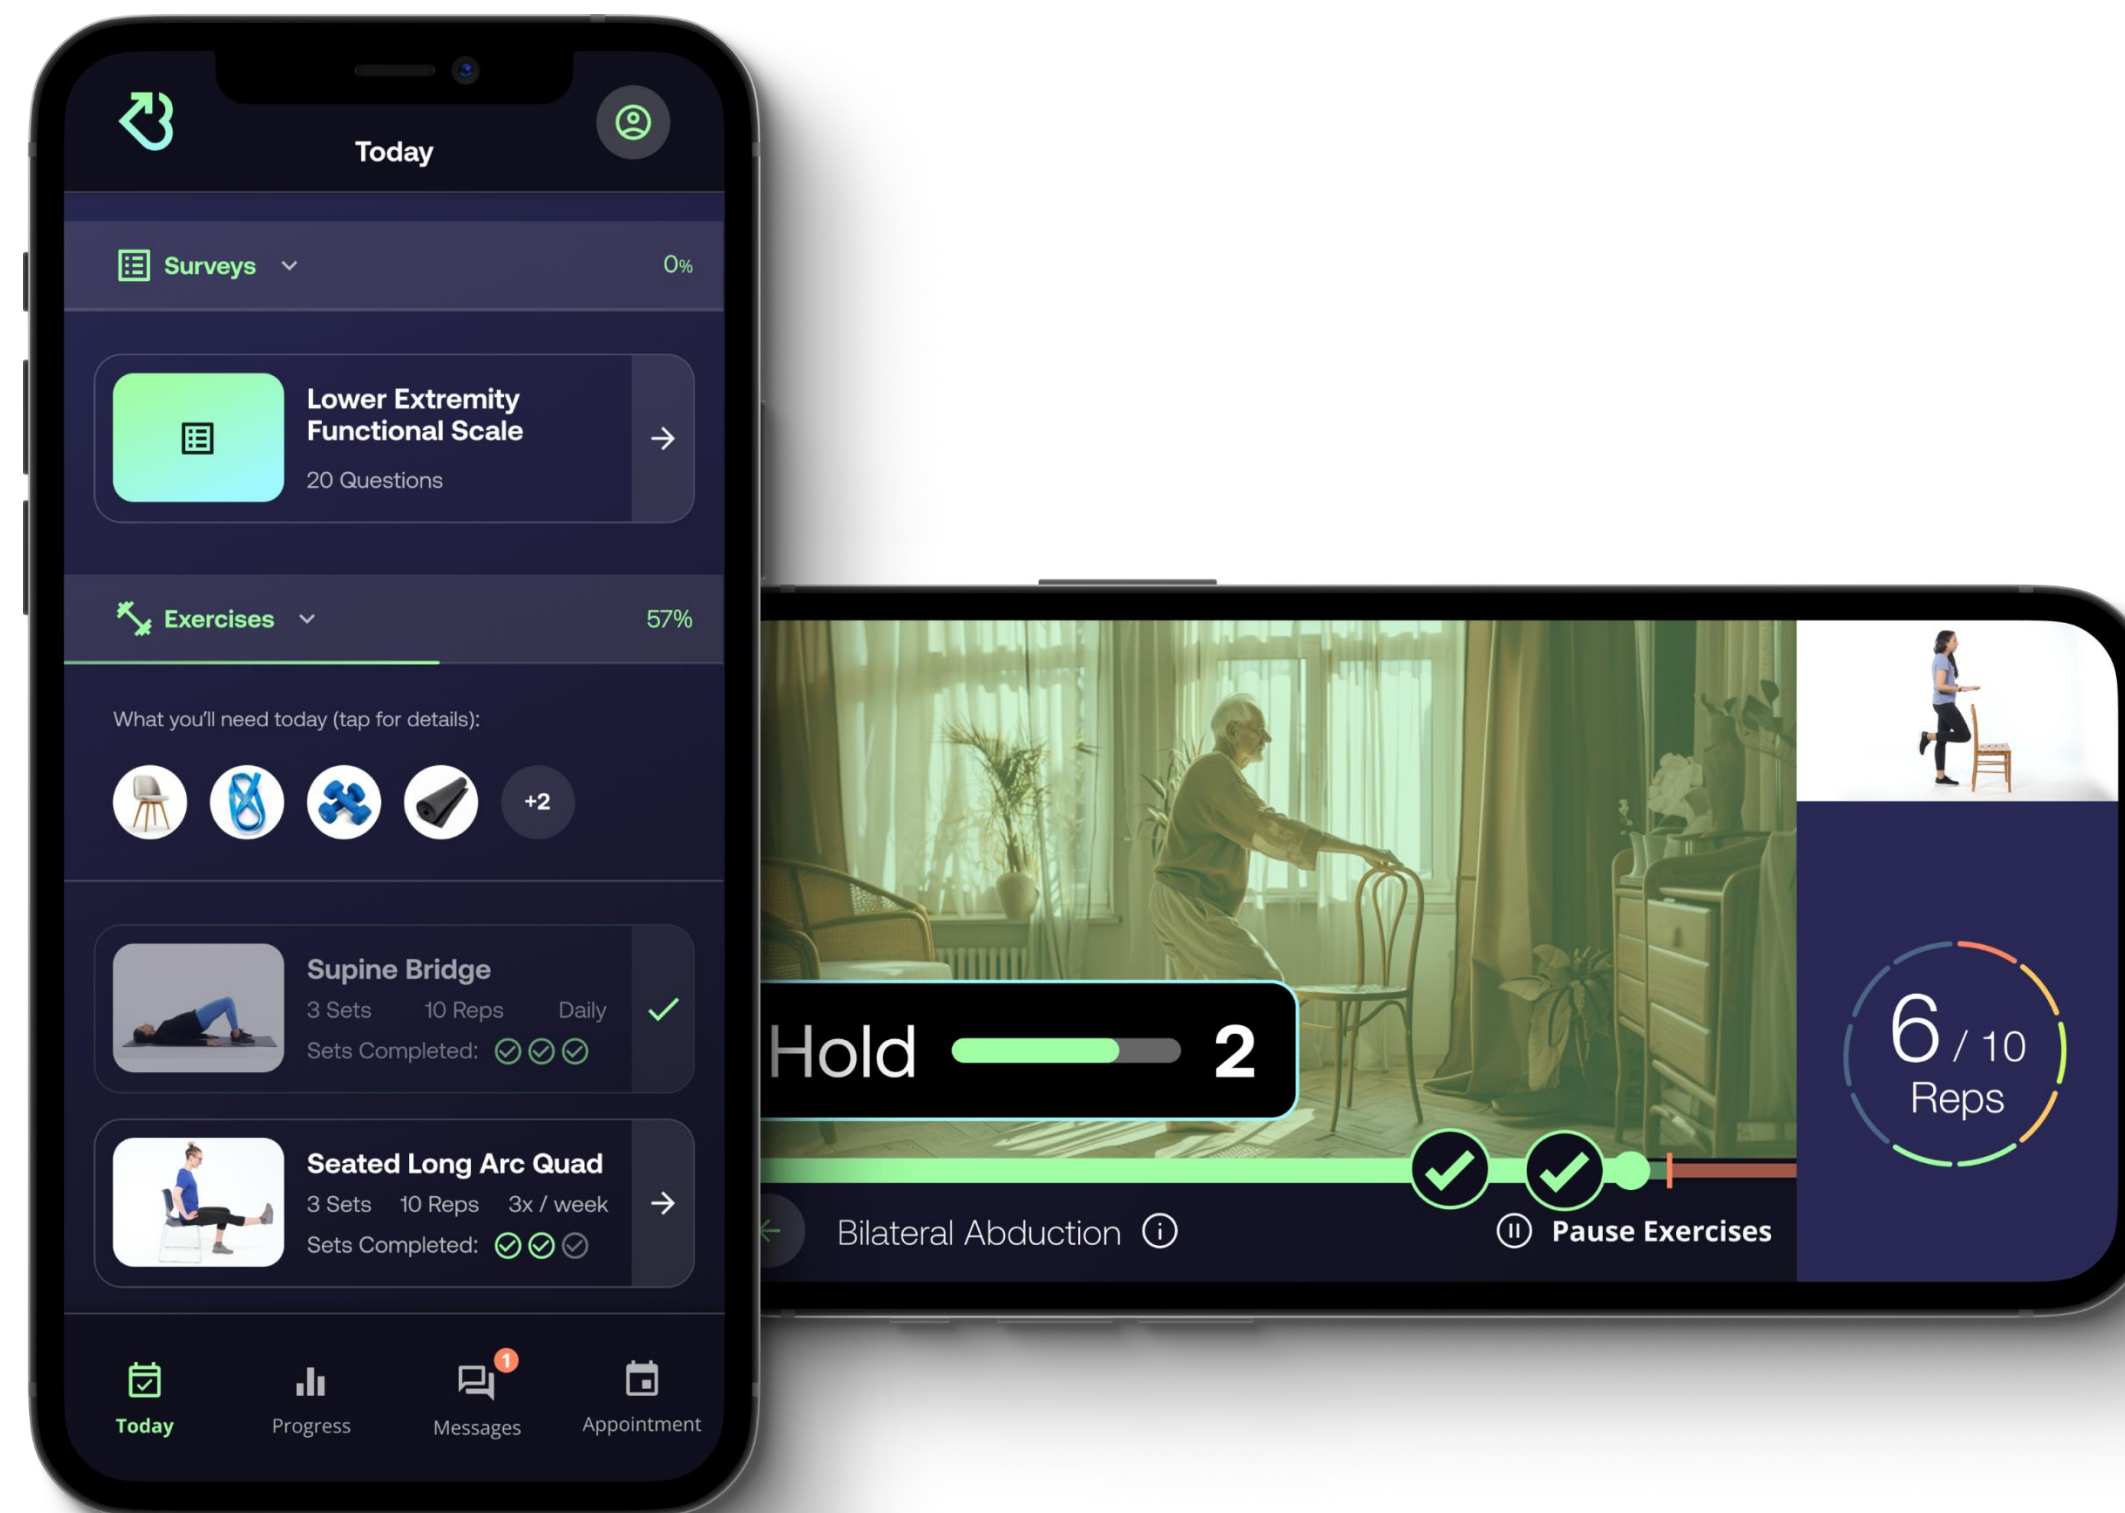 Today
Surveys
0%
Lower Extremity
Functional Scale
20 Questions
Exercises
57%
What you'll need today (tap for details):
+2
Supine Bridge
3 Sets 10 Reps Daily
Sets Completed:
Seated Long Arc Quad
3 Sets 10 Reps 3x / week
Sets Completed:
1
Today
Progress
Messages
Appointment
Hold
2
Bilateral Abduction
Pause Exercises
6 / 10
Reps